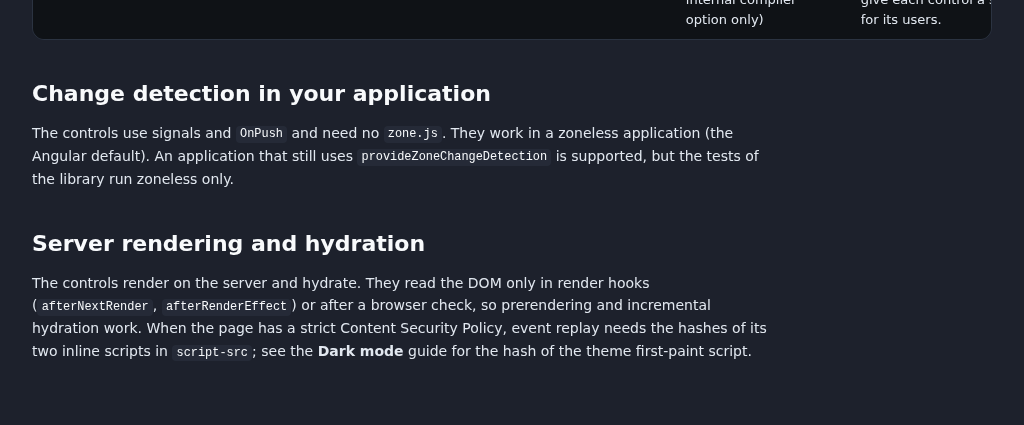 internal compiler give each control a
option only) for its users.
Change detection in your application
The controls use signals and OnPush and need no zone.js. They work in a zoneless application (the
Angular default). An application that still uses provideZoneChangeDetection is supported, but the tests of
the library run zoneless only.
Server rendering and hydration
The controls render on the server and hydrate. They read the DOM only in render hooks
(afterNextRender, afterRenderEffect) or after a browser check, so prerendering and incremental
hydration work. When the page has a strict Content Security Policy, event replay needs the hashes of its
two inline scripts in script-src; see the Dark mode guide for the hash of the theme first-paint script.